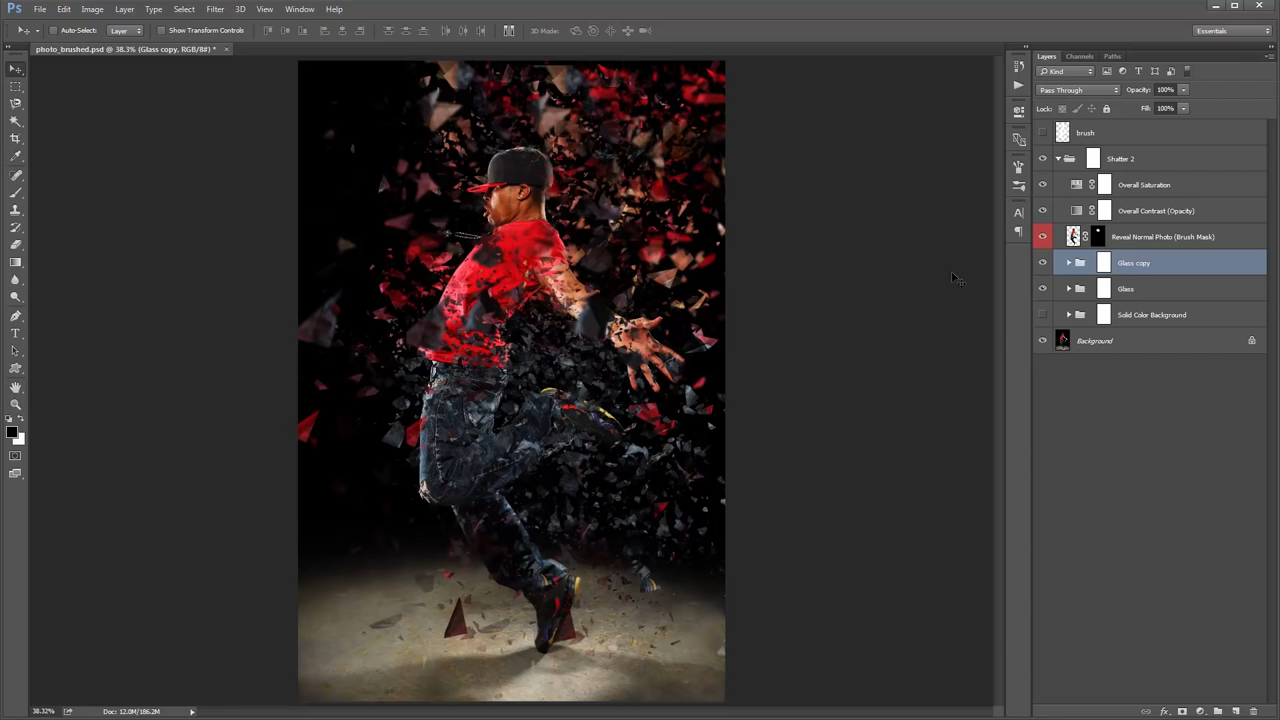 Ps File Edit Image Layer Type Select Filter 3D View Window Help
Auto-Select: Layer Show Transform Controls 3D Mode: Essentials
photo_brushed.psd @ 38.3% (Glass copy, RGB/8#) * ×
Layers Channels Paths
Kind
Pass Through Opacity: 100%
Lock: Fill: 100%
brush
Shatter 2
Overall Saturation
Overall Contrast (Opacity)
Reveal Normal Photo (Brush Mask)
Glass copy
Glass
Solid Color Background
Background
38.32% Doc: 12.0M/186.2M